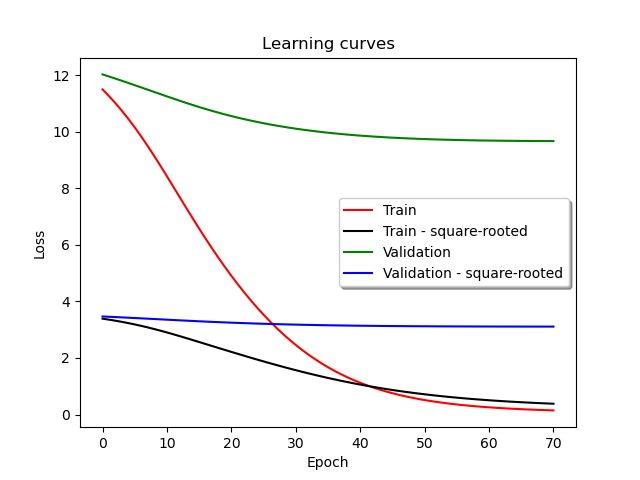 Learning curves
Loss
12
10
8
6
4
2
0
Train
Train - square-rooted
Validation
Validation - square-rooted
0 10 20 30 40 50 60 70
Epoch